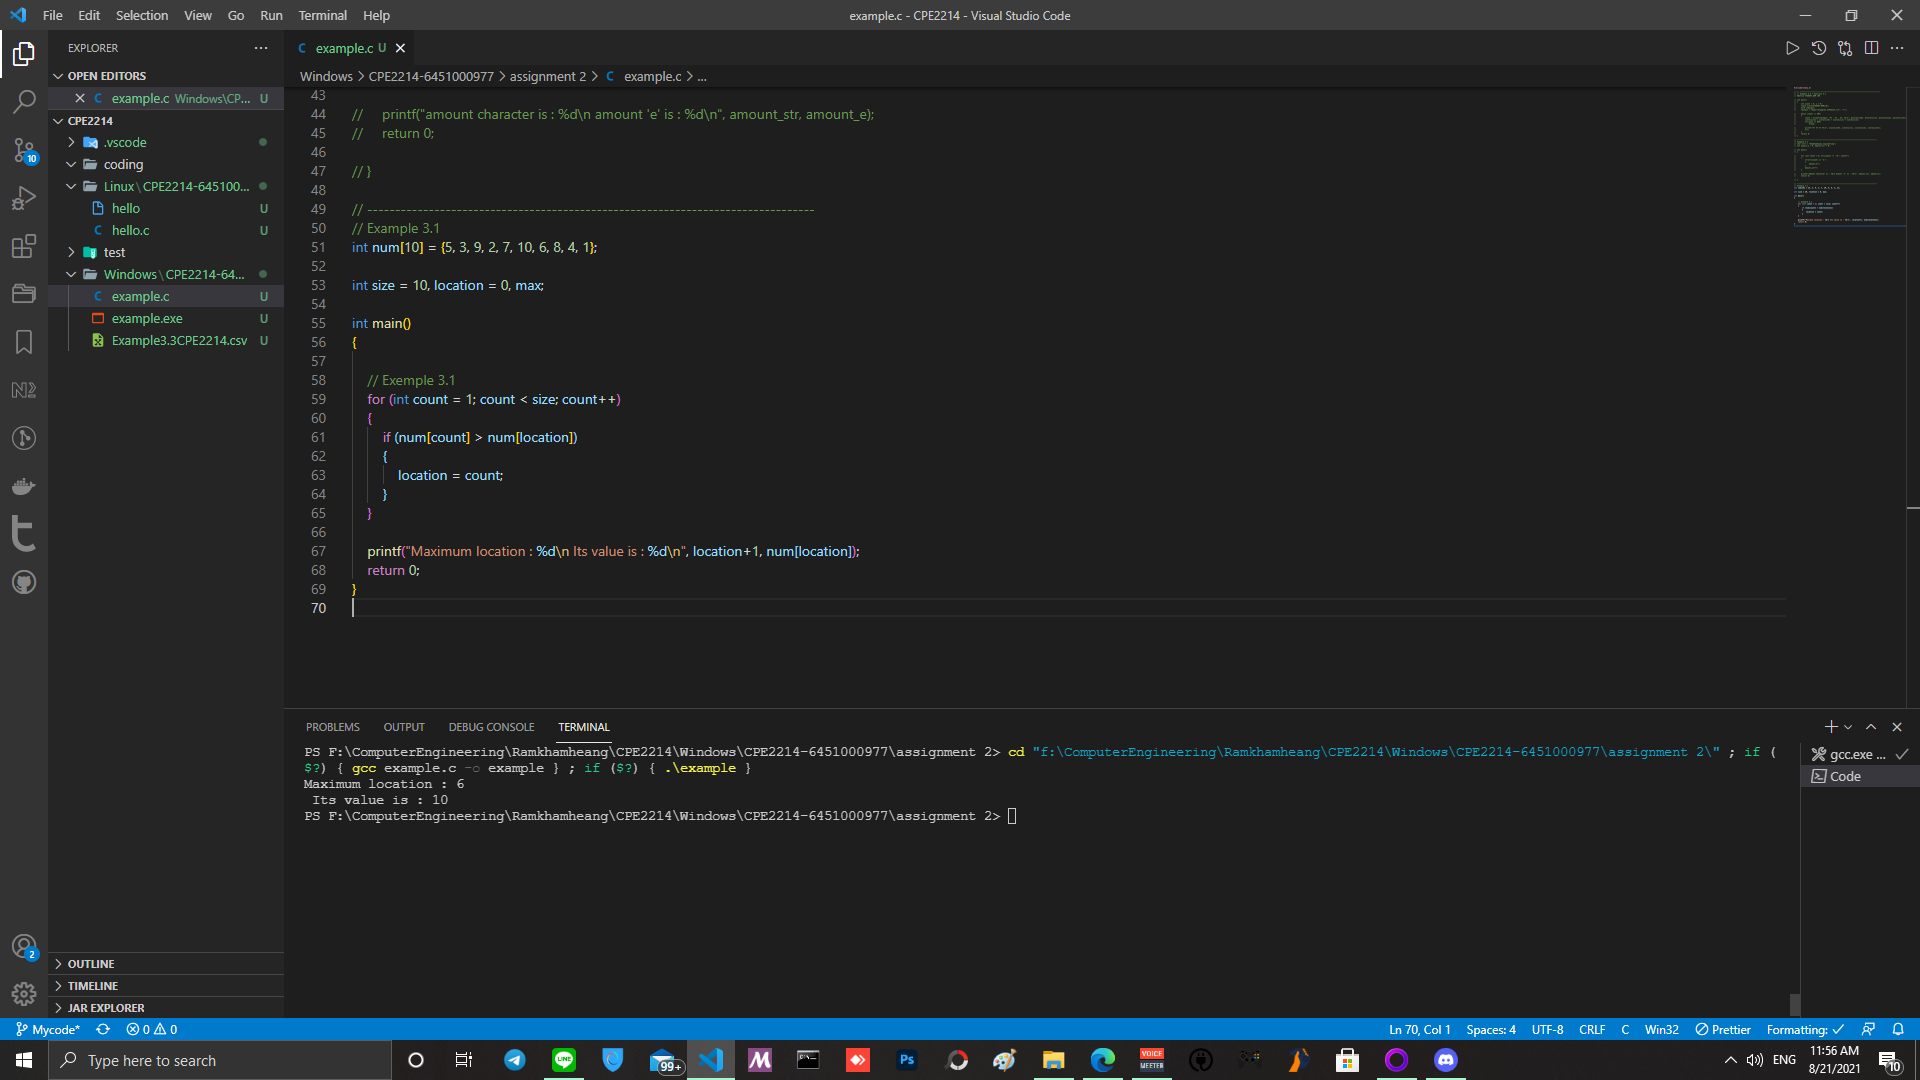 File Edit Selection View Go Run Terminal Help
example.c - CPE2214 - Visual Studio Code
EXPLORER
OPEN EDITORS
example.c Windows\CP... U
CPE2214
.vscode
coding
Linux\CPE2214-645100...
hello U
hello.c U
test
Windows\CPE2214-64...
example.c U
example.exe U
Example3.3CPE2214.csv U
OUTLINE
TIMELINE
JAR EXPLORER
10
2
C example.c U
Windows > CPE2214-6451000977 > assignment 2 > C example.c > ...
43
44 //     printf("amount character is : %d\n amount 'e' is : %d\n", amount_str, amount_e);
45 //     return 0;
46
47 // }
48
49 // --------------------------------------------------------------------------------
50 // Example 3.1
51 int num[10] = {5, 3, 9, 2, 7, 10, 6, 8, 4, 1};
52
53 int size = 10, location = 0, max;
54
55 int main()
56 {
57
58     // Exemple 3.1
59     for (int count = 1; count < size; count++)
60     {
61         if (num[count] > num[location])
62         {
63             location = count;
64         }
65     }
66
67     printf("Maximum location : %d\n Its value is : %d\n", location+1, num[location]);
68     return 0;
69 }
70
PROBLEMS OUTPUT DEBUG CONSOLE TERMINAL
PS F:\ComputerEngineering\Ramkhamheang\CPE2214\Windows\CPE2214-6451000977\assignment 2> cd "f:\ComputerEngineering\Ramkhamheang\CPE2214\Windows\CPE2214-6451000977\assignment 2\" ; if (
$?) { gcc example.c -o example } ; if ($?) { .\example }
Maximum location : 6
 Its value is : 10
PS F:\ComputerEngineering\Ramkhamheang\CPE2214\Windows\CPE2214-6451000977\assignment 2>
gcc.exe ...
Code
Mycode* 0 0
Ln 70, Col 1 Spaces: 4 UTF-8 CRLF C Win32 Prettier Formatting:
Type here to search
LINE
99+
Ps
VOICE MEETER
ENG
11:56 AM
8/21/2021
10